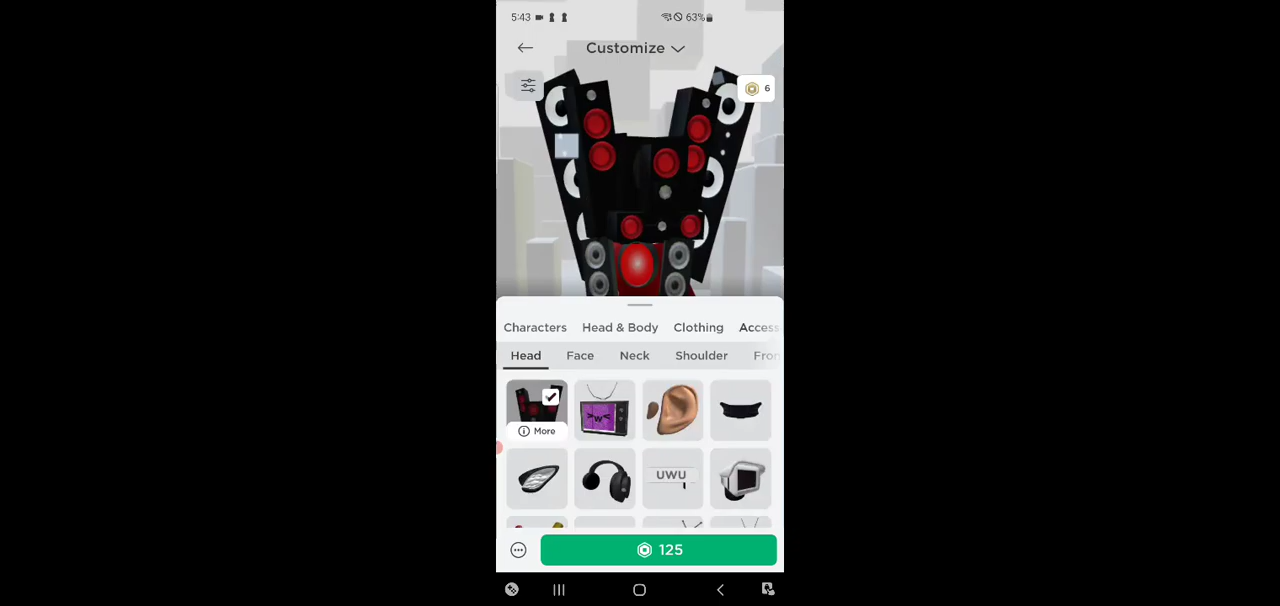 5:43 63%
Customize
6
Characters Head & Body Clothing Access
Head Face Neck Shoulder Fron
More
>w<
UWU
125